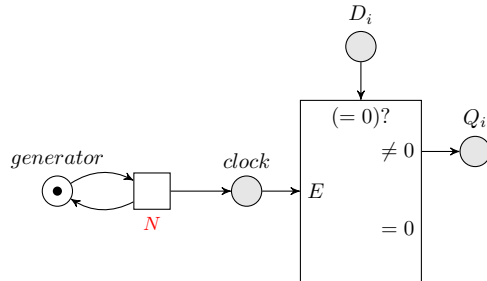 D_i
(= 0)?
≠ 0
Q_i
generator
clock
E
N
= 0